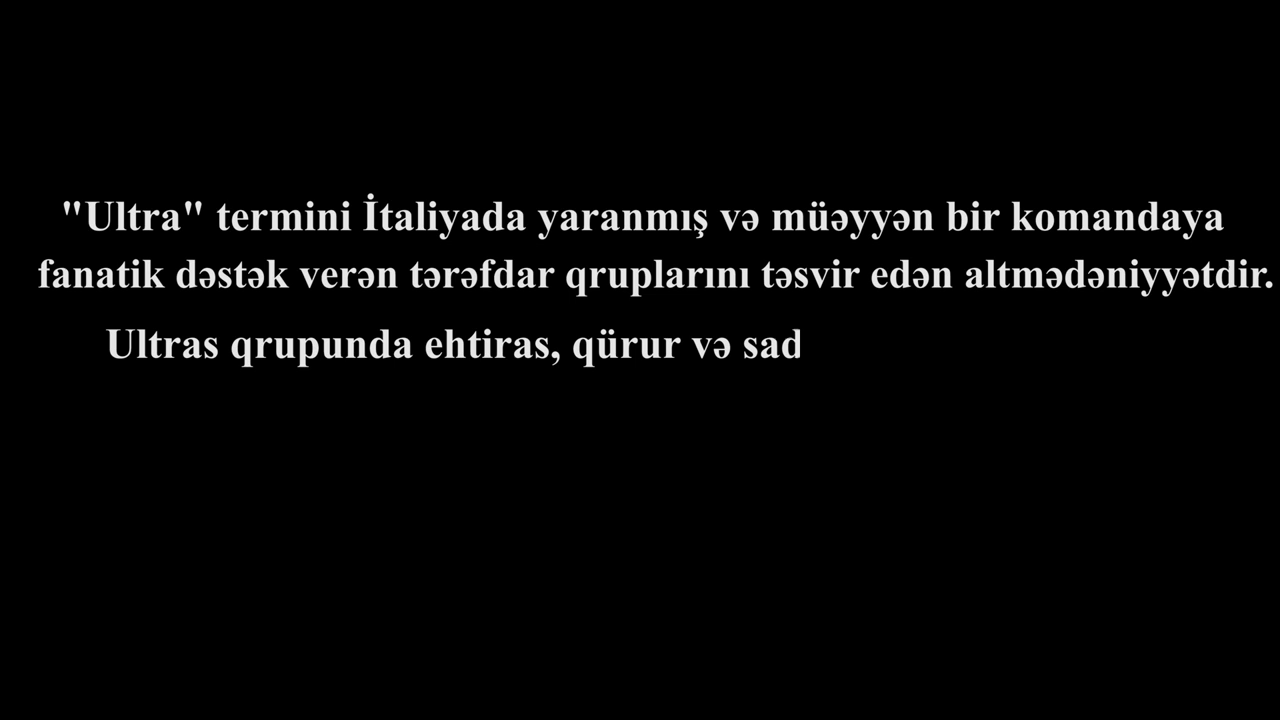 "Ultra" termini İtaliyada yaranmış və müəyyən bir komandaya
fanatik dəstək verən tərəfdar qruplarını təsvir edən altmədəniyyətdir.
Ultras qrupunda ehtiras, qürur və sad